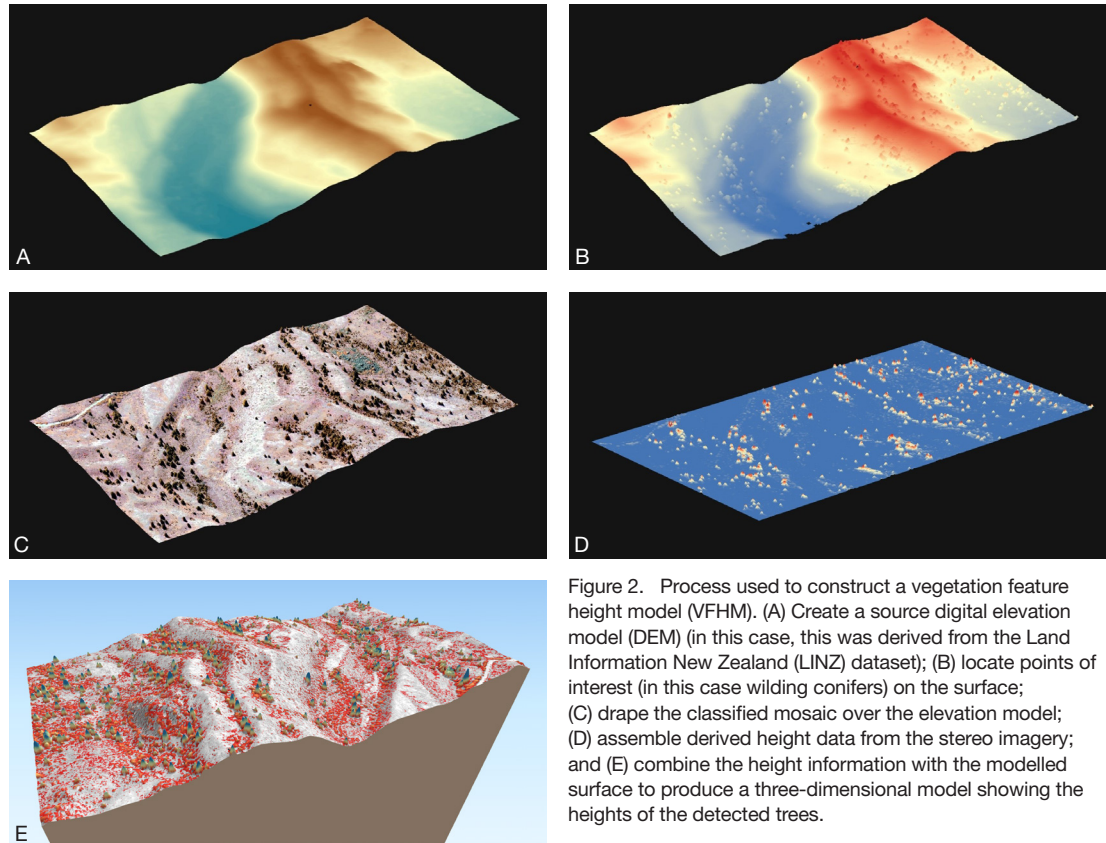 A
B
C
D
E
Figure 2. Process used to construct a vegetation feature
height model (VFHM). (A) Create a source digital elevation
model (DEM) (in this case, this was derived from the Land
Information New Zealand (LINZ) dataset); (B) locate points of
interest (in this case wilding conifers) on the surface;
(C) drape the classified mosaic over the elevation model;
(D) assemble derived height data from the stereo imagery;
and (E) combine the height information with the modelled
surface to produce a three-dimensional model showing the
heights of the detected trees.